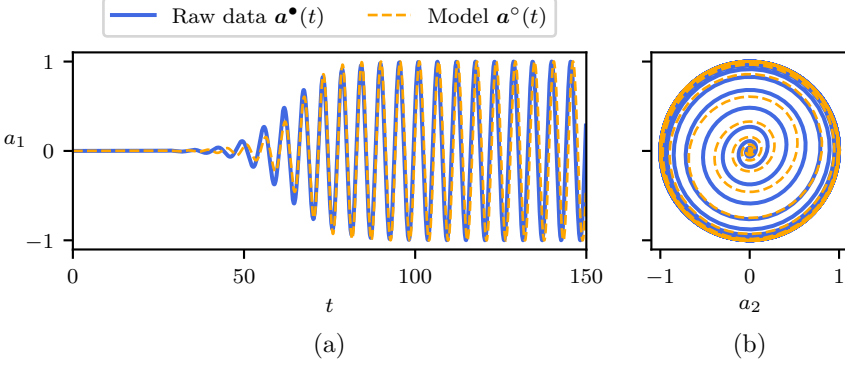 Raw data a•(t) Model a°(t)
1
a₁ 0
−1
0 50 100 150
t
(a)
−1 0 1
a₂
(b)